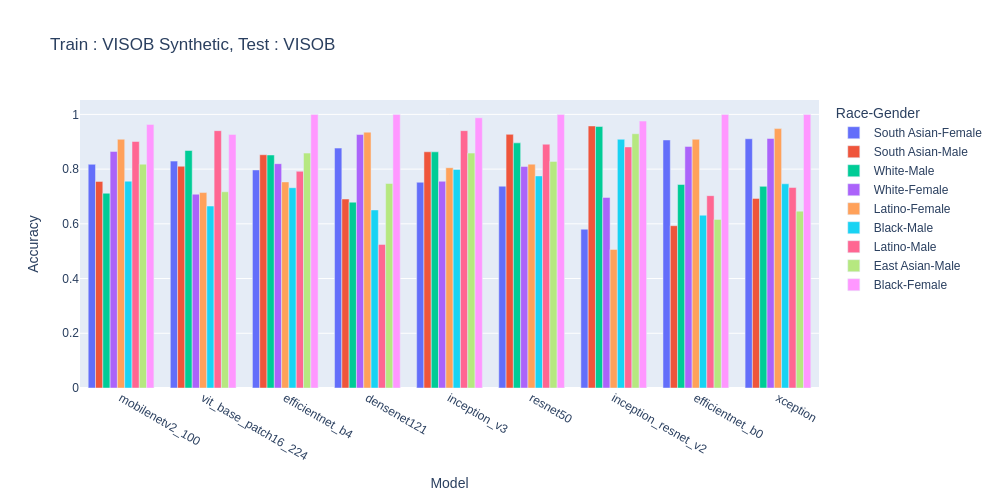 Train : VISOB Synthetic, Test : VISOB
Race-Gender
South Asian-Female
South Asian-Male
White-Male
White-Female
Latino-Female
Black-Male
Latino-Male
East Asian-Male
Black-Female
Accuracy
1
0.8
0.6
0.4
0.2
0
mobilenetv2_100
vit_base_patch16_224
efficientnet_b4
densenet121
inception_v3
resnet50
inception_resnet_v2
efficientnet_b0
xception
Model